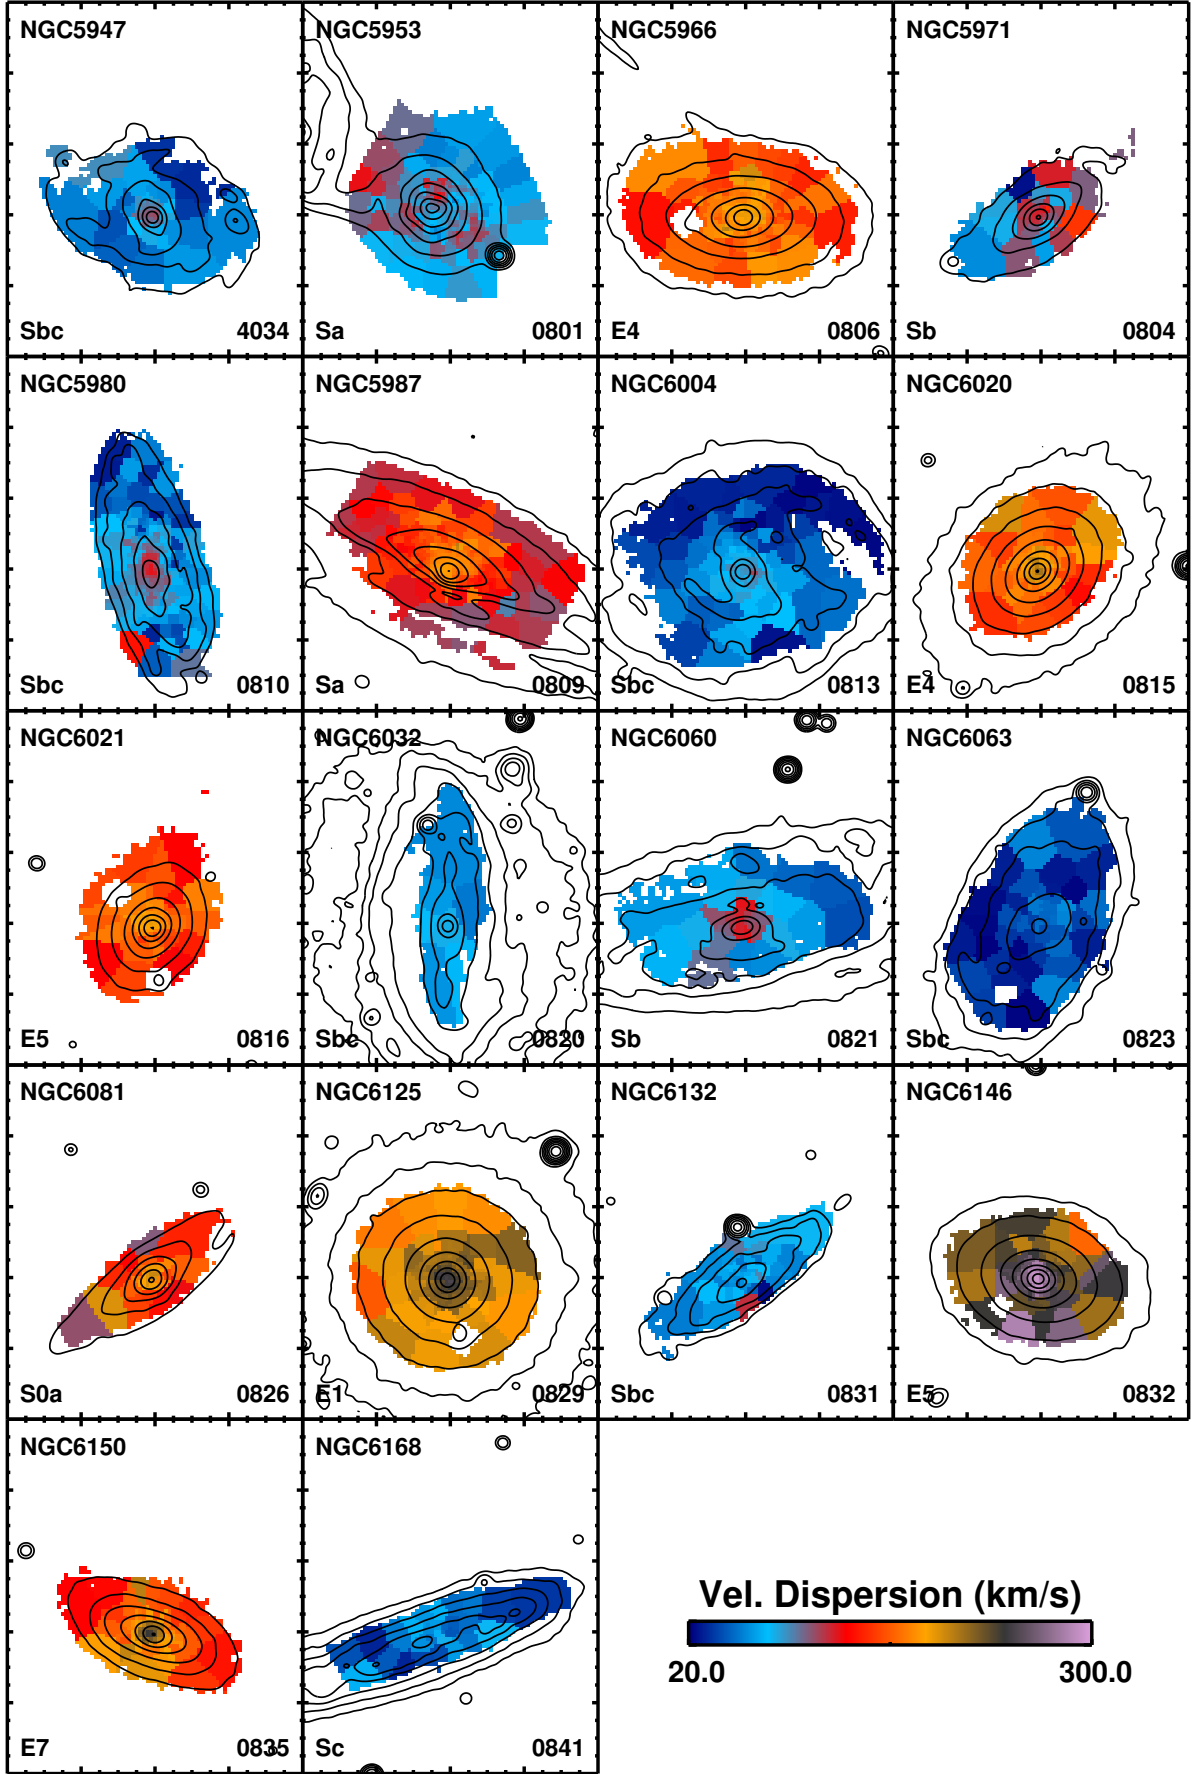 NGC5947 NGC5953 NGC5966 NGC5971
Sbc 4034 Sa 0801 E4 0806 Sb 0804
NGC5980 NGC5987 NGC6004 NGC6020
Sbc 0810 Sa 0809 Sbc 0813 E4 0815
NGC6021 NGC6032 NGC6060 NGC6063
E5 0816 Sbc 0820 Sb 0821 Sbc 0823
NGC6081 NGC6125 NGC6132 NGC6146
S0a 0826 E1 0829 Sbc 0831 E5 0832
NGC6150 NGC6168
Vel. Dispersion (km/s)
20.0 300.0
E7 0835 Sc 0841